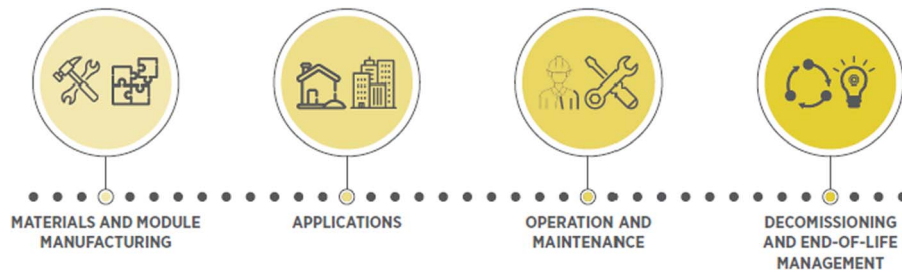 MATERIALS AND MODULE
MANUFACTURING
APPLICATIONS
OPERATION AND
MAINTENANCE
DECOMISSIONING
AND END-OF-LIFE
MANAGEMENT